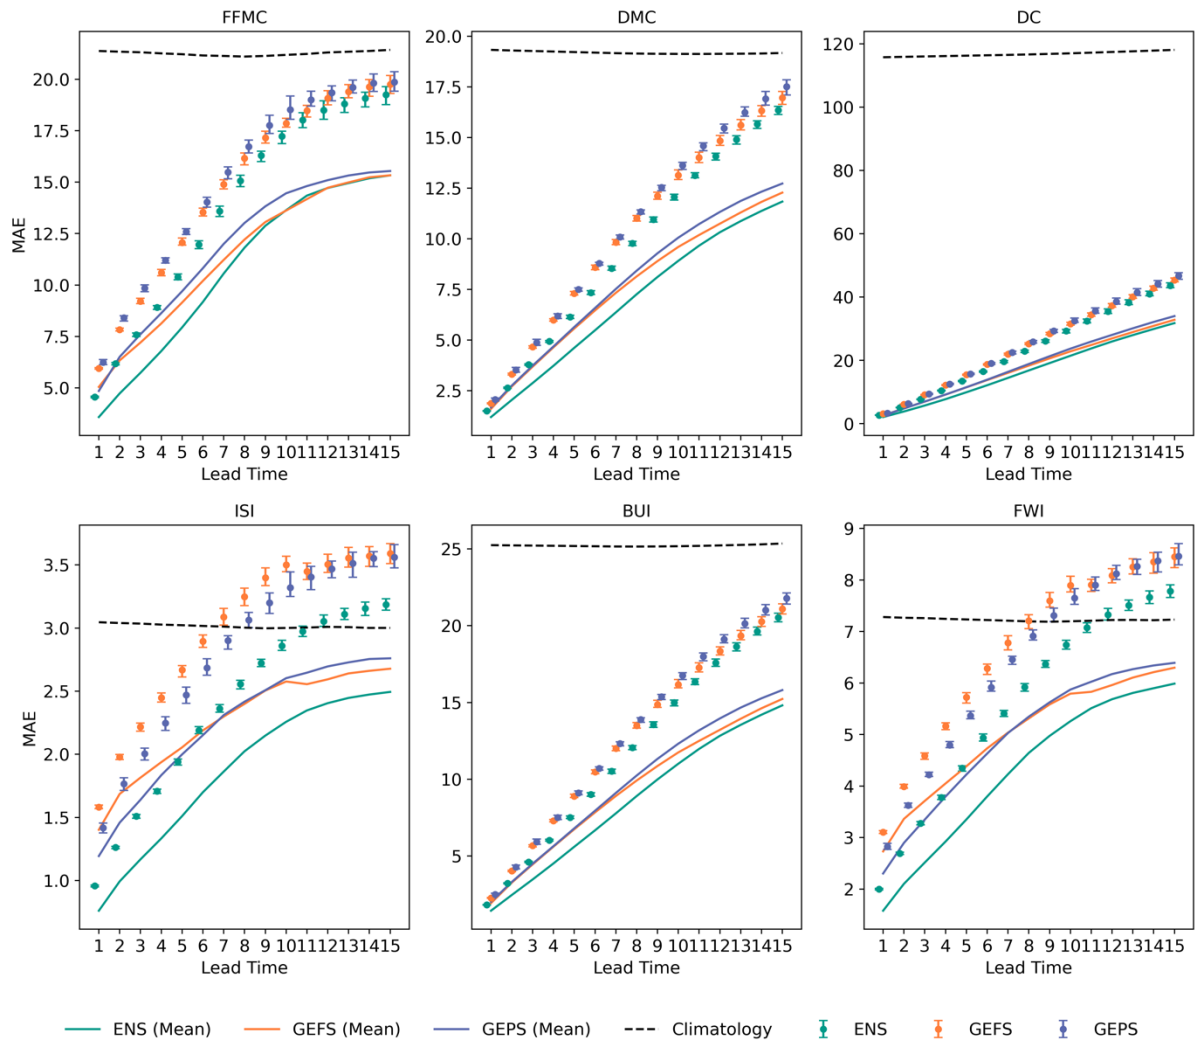 FFMC
DMC
DC
MAE
20.0
17.5
15.0
12.5
10.0
7.5
5.0
1 2 3 4 5 6 7 8 9 10 11 12 13 14 15
Lead Time
20.0
17.5
15.0
12.5
10.0
7.5
5.0
2.5
1 2 3 4 5 6 7 8 9 10 11 12 13 14 15
Lead Time
120
100
80
60
40
20
0
1 2 3 4 5 6 7 8 9 10 11 12 13 14 15
Lead Time
ISI
BUI
FWI
MAE
3.5
3.0
2.5
2.0
1.5
1.0
1 2 3 4 5 6 7 8 9 10 11 12 13 14 15
Lead Time
25
20
15
10
5
1 2 3 4 5 6 7 8 9 10 11 12 13 14 15
Lead Time
9
8
7
6
5
4
3
2
1 2 3 4 5 6 7 8 9 10 11 12 13 14 15
Lead Time
ENS (Mean) GEFS (Mean) GEPS (Mean) Climatology ENS GEFS GEPS